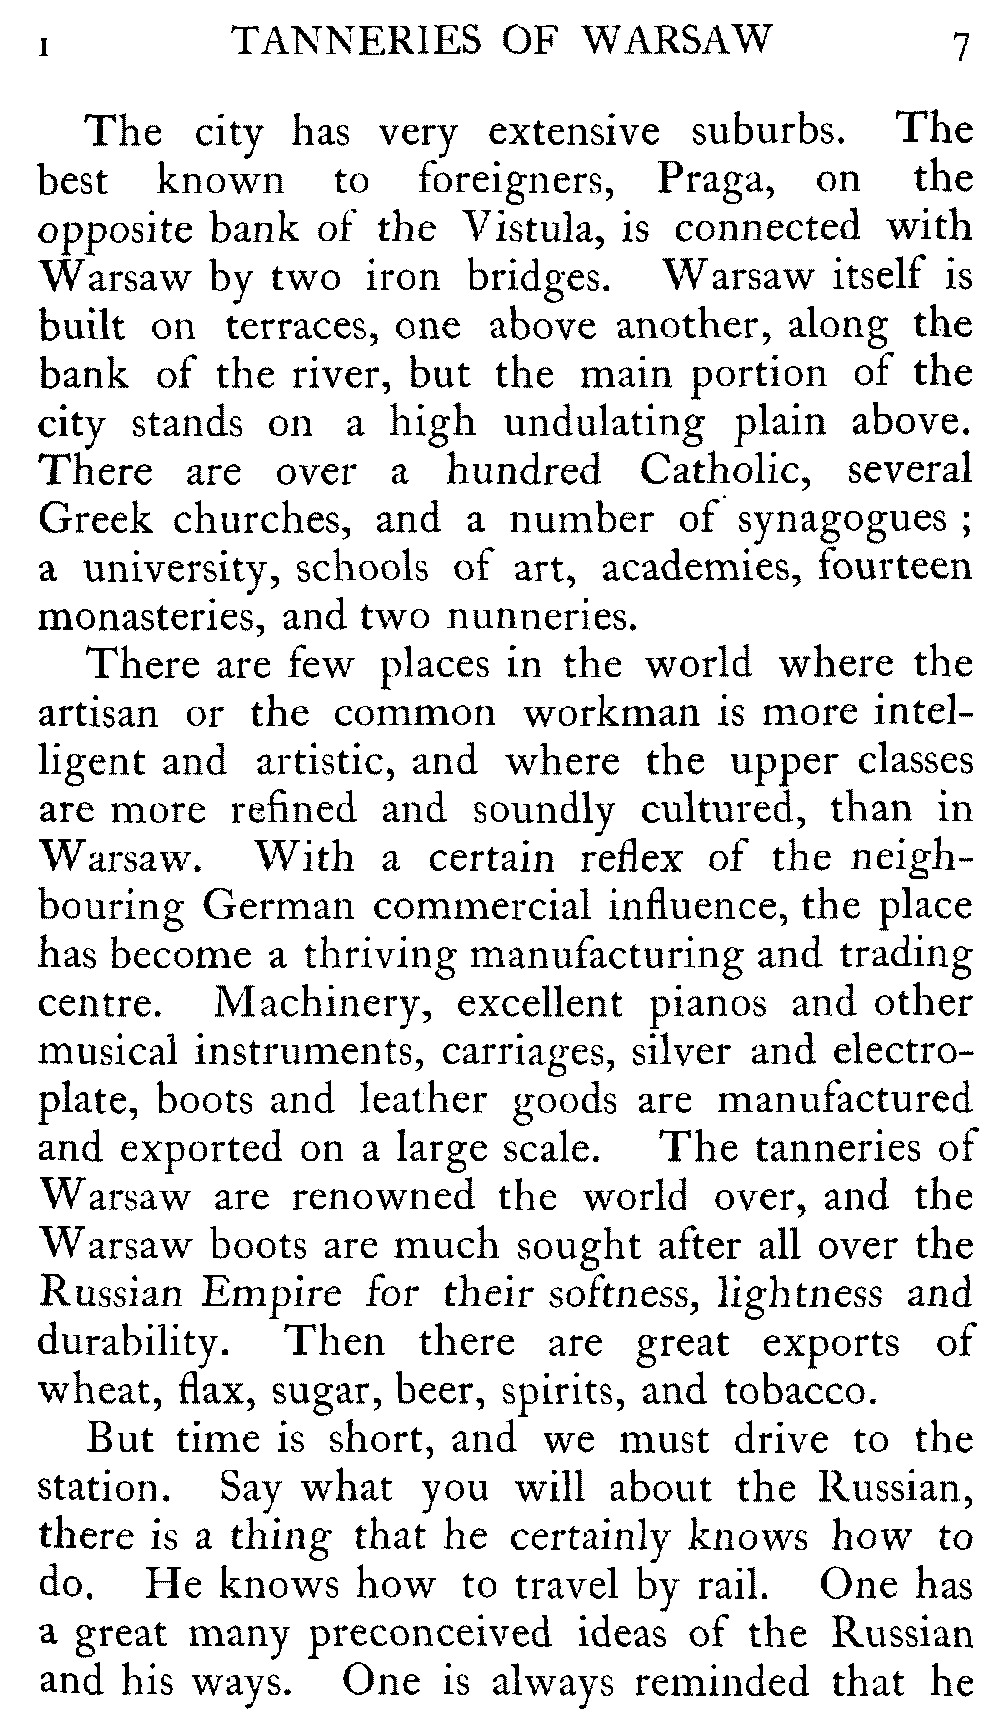 I TANNERIES OF WARSAW 7
The city has very extensive suburbs. The
best known to foreigners, Praga, on the
opposite bank of the Vistula, is connected with
Warsaw by two iron bridges. Warsaw itself is
built on terraces, one above another, along the
bank of the river, but the main portion of the
city stands on a high undulating plain above.
There are over a hundred Catholic, several
Greek churches, and a number of synagogues ;
a university, schools of art, academies, fourteen
monasteries, and two nunneries.
There are few places in the world where the
artisan or the common workman is more intel-
ligent and artistic, and where the upper classes
are more refined and soundly cultured, than in
Warsaw. With a certain reflex of the neigh-
bouring German commercial influence, the place
has become a thriving manufacturing and trading
centre. Machinery, excellent pianos and other
musical instruments, carriages, silver and electro-
plate, boots and leather goods are manufactured
and exported on a large scale. The tanneries of
Warsaw are renowned the world over, and the
Warsaw boots are much sought after all over the
Russian Empire for their softness, lightness and
durability. Then there are great exports of
wheat, flax, sugar, beer, spirits, and tobacco.
But time is short, and we must drive to the
station. Say what you will about the Russian,
there is a thing that he certainly knows how to
do. He knows how to travel by rail. One has
a great many preconceived ideas of the Russian
and his ways. One is always reminded that he